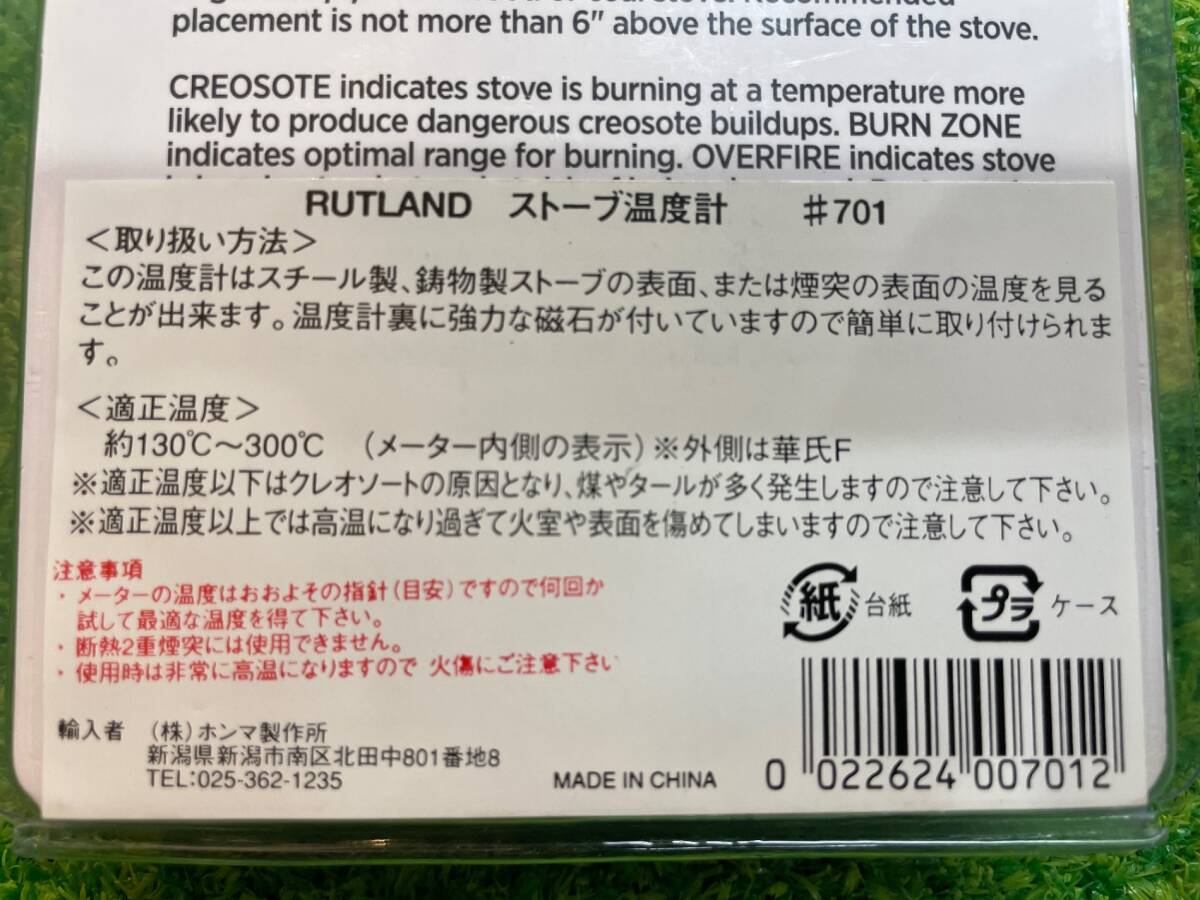 placement is not more than 6" above the surface of the stove.
CREOSOTE indicates stove is burning at a temperature more
likely to produce dangerous creosote buildups. BURN ZONE
indicates optimal range for burning. OVERFIRE indicates stove
RUTLAND ストーブ温度計 #701
＜取り扱い方法＞
この温度計はスチール製、鋳物製ストーブの表面、または煙突の表面の温度を見る
ことが出来ます。温度計裏に強力な磁石が付いていますので簡単に取り付けられま
す。
＜適正温度＞
約130℃～300℃ （メーター内側の表示）※外側は華氏F
※適正温度以下はクレオソートの原因となり、煤やタールが多く発生しますので注意して下さい。
※適正温度以上では高温になり過ぎて火室や表面を傷めてしまいますので注意して下さい。
注意事項
・メーターの温度はおおよその指針（目安）ですので何回か
試して最適な温度を得て下さい。
・断熱2重煙突には使用できません。
・使用時は非常に高温になりますので 火傷にご注意下さい
紙 台紙 プラ ケース
輸入者 （株）ホンマ製作所
新潟県新潟市南区北田中801番地8
TEL:025-362-1235
MADE IN CHINA
0 022624 007012